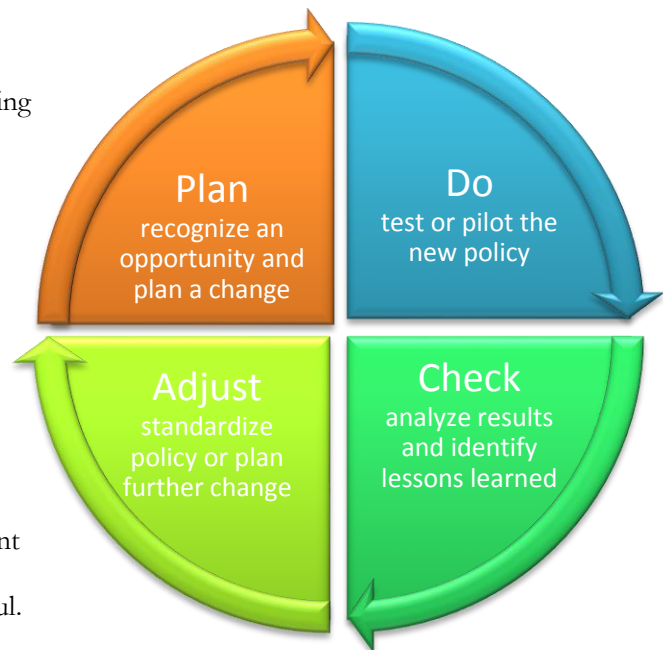 Plan
recognize an
opportunity and
plan a change
Do
test or pilot the
new policy
Check
analyze results
and identify
lessons learned
Adjust
standardize
policy or plan
further change